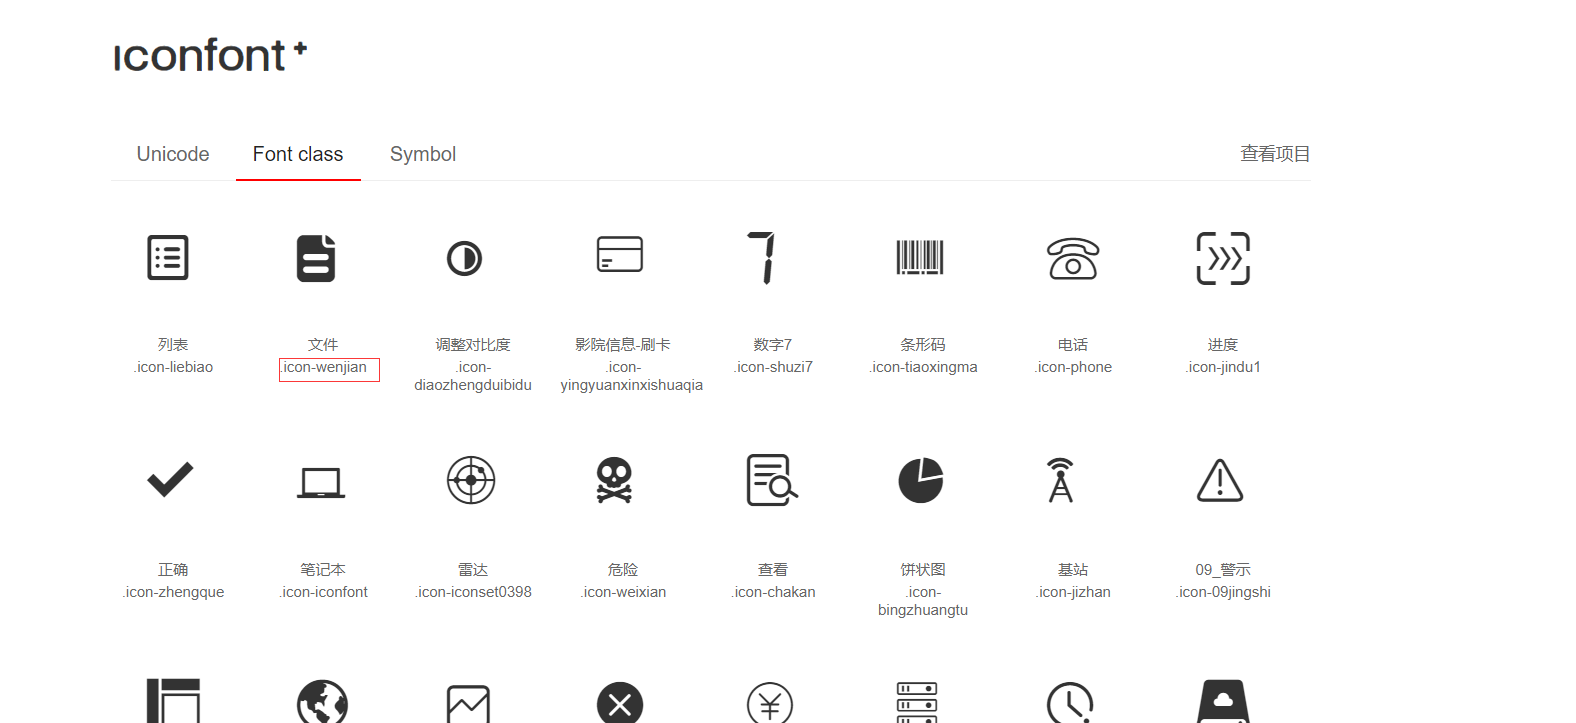 iconfont+
Unicode Font class Symbol 查看项目
列表 文件 调整对比度 影院信息-刷卡 数字7 条形码 电话 进度
.icon-liebiao .icon-wenjian .icon- .icon- .icon-shuzi7 .icon-tiaoxingma .icon-phone .icon-jindu1
diaozhengduibidu yingyuanxinxishuaqia
正确 笔记本 雷达 危险 查看 饼状图 基站 09_警示
.icon-zhengque .icon-iconfont .icon-iconset0398 .icon-weixian .icon-chakan .icon- .icon-jizhan .icon-09jingshi
bingzhuangtu